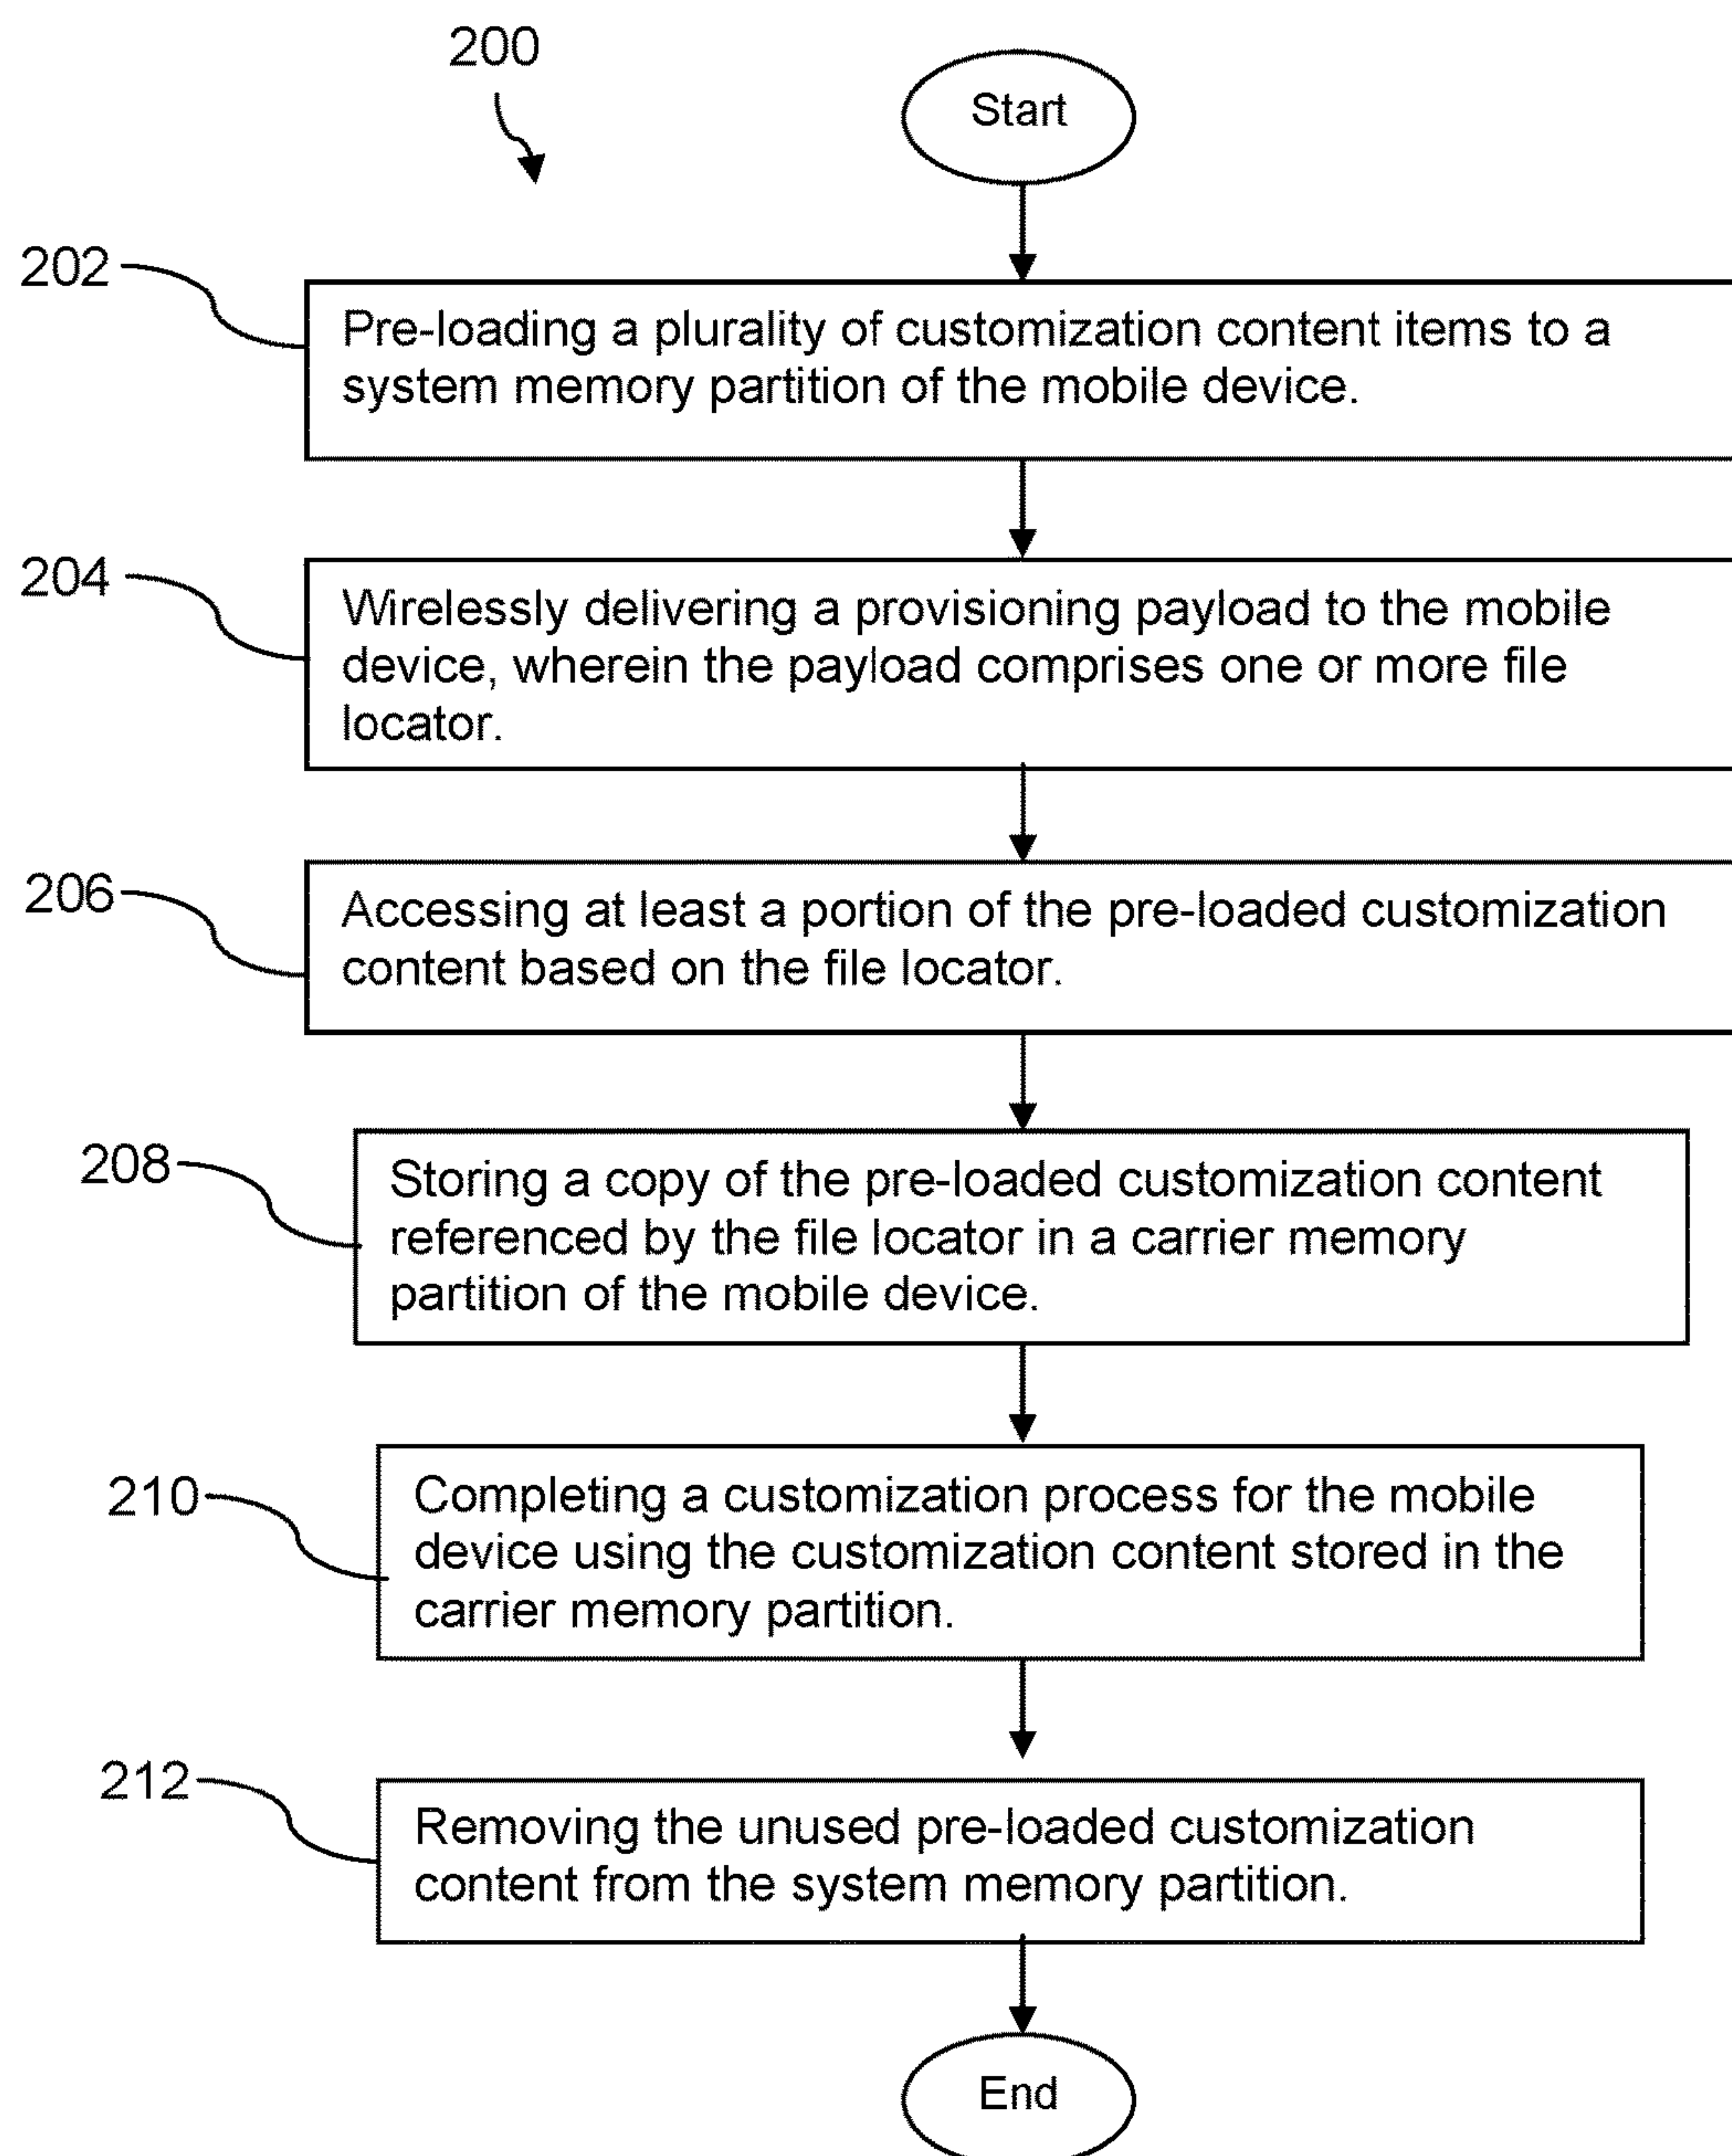 200
Start
202
Pre-loading a plurality of customization content items to a
system memory partition of the mobile device.
204
Wirelessly delivering a provisioning payload to the mobile
device, wherein the payload comprises one or more file
locator.
206
Accessing at least a portion of the pre-loaded customization
content based on the file locator.
208
Storing a copy of the pre-loaded customization content
referenced by the file locator in a carrier memory
partition of the mobile device.
210
Completing a customization process for the mobile
device using the customization content stored in the
carrier memory partition.
212
Removing the unused pre-loaded customization
content from the system memory partition.
End